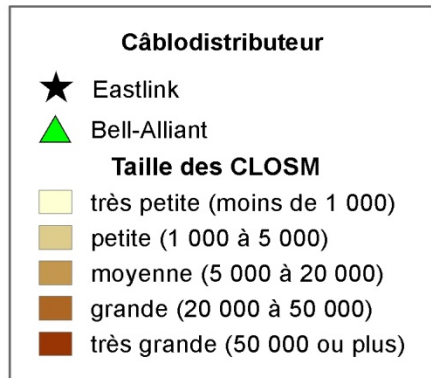 Câblodistributeur
Eastlink
Bell-Alliant
Taille des CLOSM
très petite (moins de 1 000)
petite (1 000 à 5 000)
moyenne (5 000 à 20 000)
grande (20 000 à 50 000)
très grande (50 000 ou plus)